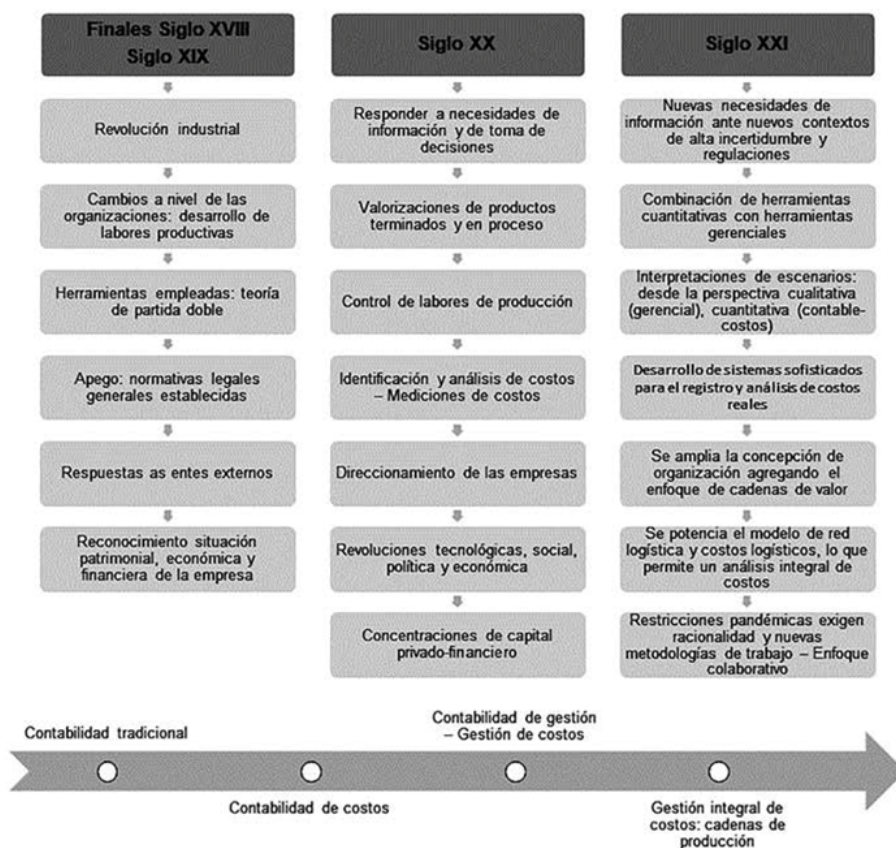 Finales Siglo XVIII
Siglo XIX
Revolución industrial
Cambios a nivel de las
organizaciones: desarrollo de
labores productivas
Herramientas empleadas: teoría
de partida doble
Apego: normativas legales
generales establecidas
Respuestas as entes externos
Reconocimiento situación
patrimonial, económica y
financiera de la empresa
Siglo XX
Responder a necesidades de
información y de toma de
decisiones
Valorizaciones de productos
terminados y en proceso
Control de labores de producción
Identificación y análisis de costos
– Mediciones de costos
Direccionamiento de las empresas
Revoluciones tecnológicas, social,
política y económica
Concentraciones de capital
privado-financiero
Siglo XXI
Nuevas necesidades de
información ante nuevos contextos
de alta incertidumbre y
regulaciones
Combinación de herramientas
cuantitativas con herramientas
gerenciales
Interpretaciones de escenarios:
desde la perspectiva cualitativa
(gerencial), cuantitativa (contable-
costos)
Desarrollo de sistemas sofisticados
para el registro y análisis de costos
reales
Se amplia la concepción de
organización agregando el
enfoque de cadenas de valor
Se potencia el modelo de red
logística y costos logísticos, lo que
permite un análisis integral de
costos
Restricciones pandémicas exigen
racionalidad y nuevas
metodologías de trabajo – Enfoque
colaborativo
Contabilidad tradicional
Contabilidad de costos
Contabilidad de gestión
– Gestión de costos
Gestión integral de
costos: cadenas de
producción